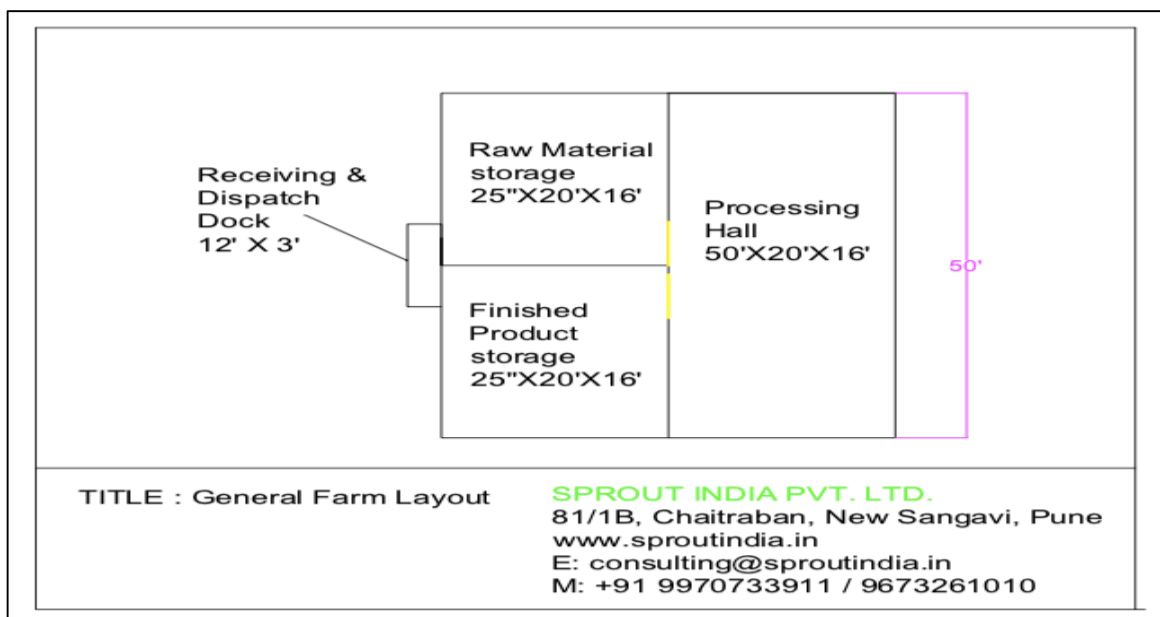 Receiving &
Dispatch
Dock
12' X 3'
Raw Material
storage
25"X20'X16'
Processing
Hall
50'X20'X16'
50'
Finished
Product
storage
25"X20'X16'
TITLE : General Farm Layout
SPROUT INDIA PVT. LTD.
81/1B, Chaitraban, New Sangavi, Pune
www.sproutindia.in
E: consulting@sproutindia.in
M: +91 9970733911 / 9673261010